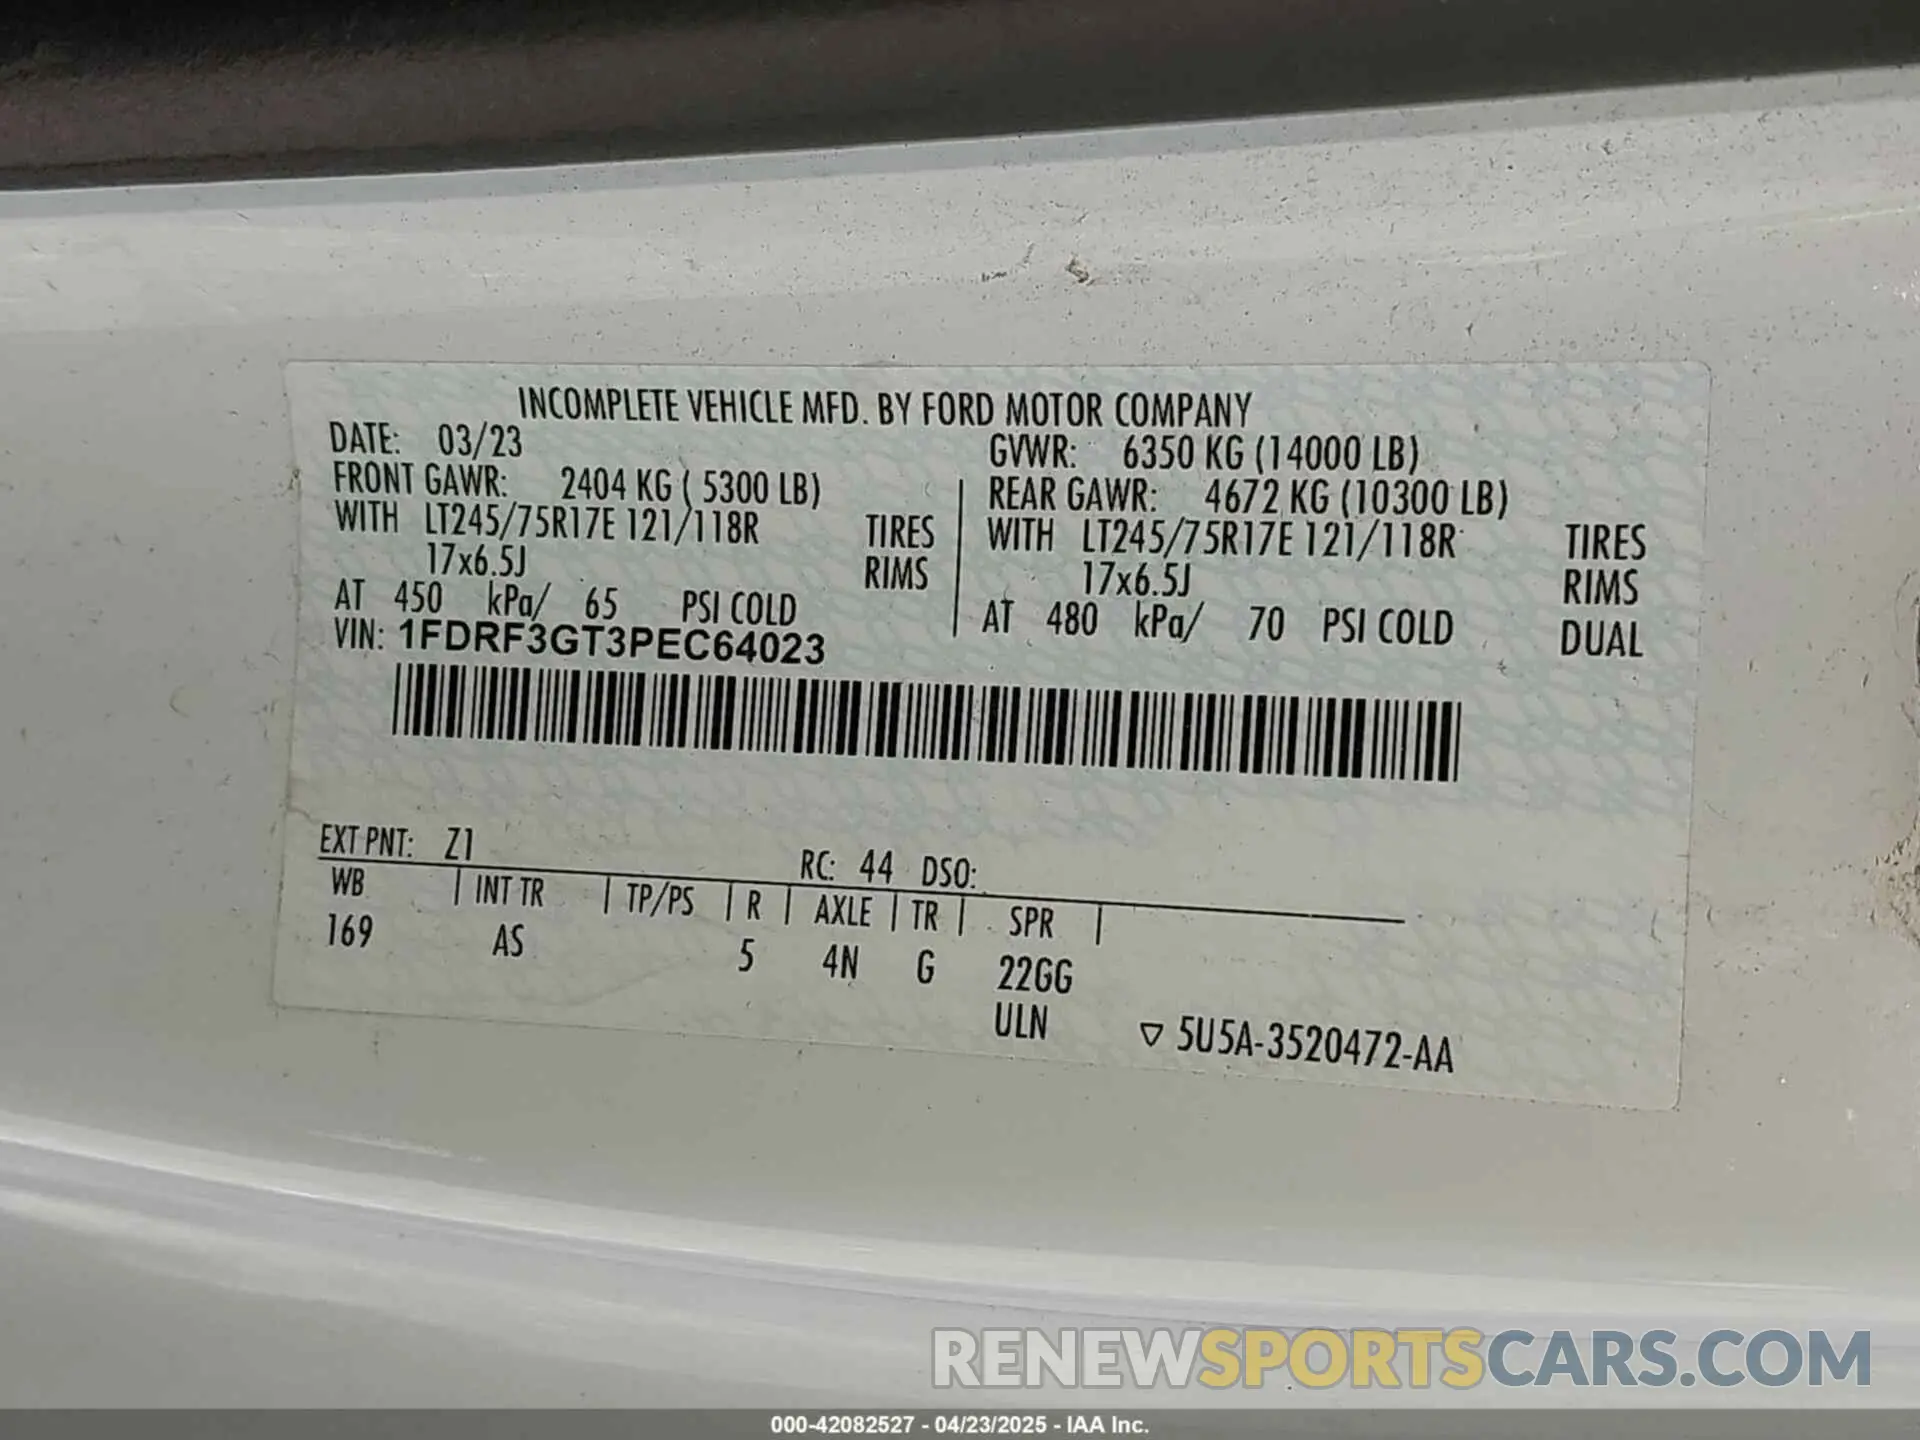 INCOMPLETE VEHICLE MFD. BY FORD MOTOR COMPANY
DATE: 03/23 GVWR: 6350 KG (14000 LB)
FRONT GAWR: 2404 KG ( 5300 LB) REAR GAWR: 4672 KG (10300 LB)
WITH LT245/75R17E 121/118R TIRES WITH LT245/75R17E 121/118R TIRES
17x6.5J RIMS 17x6.5J RIMS
AT 450 kPa/ 65 PSI COLD AT 480 kPa/ 70 PSI COLD DUAL
VIN: 1FDRF3GT3PEC64023
EXT PNT: Z1 RC: 44 DSO:
WB | INT TR | TP/PS | R | AXLE | TR | SPR |
169 AS 5 4N G 22GG
ULN ▽ 5U5A-3520472-AA
RENEWSPORTSCARS.COM
000-42082527 - 04/23/2025 - IAA Inc.